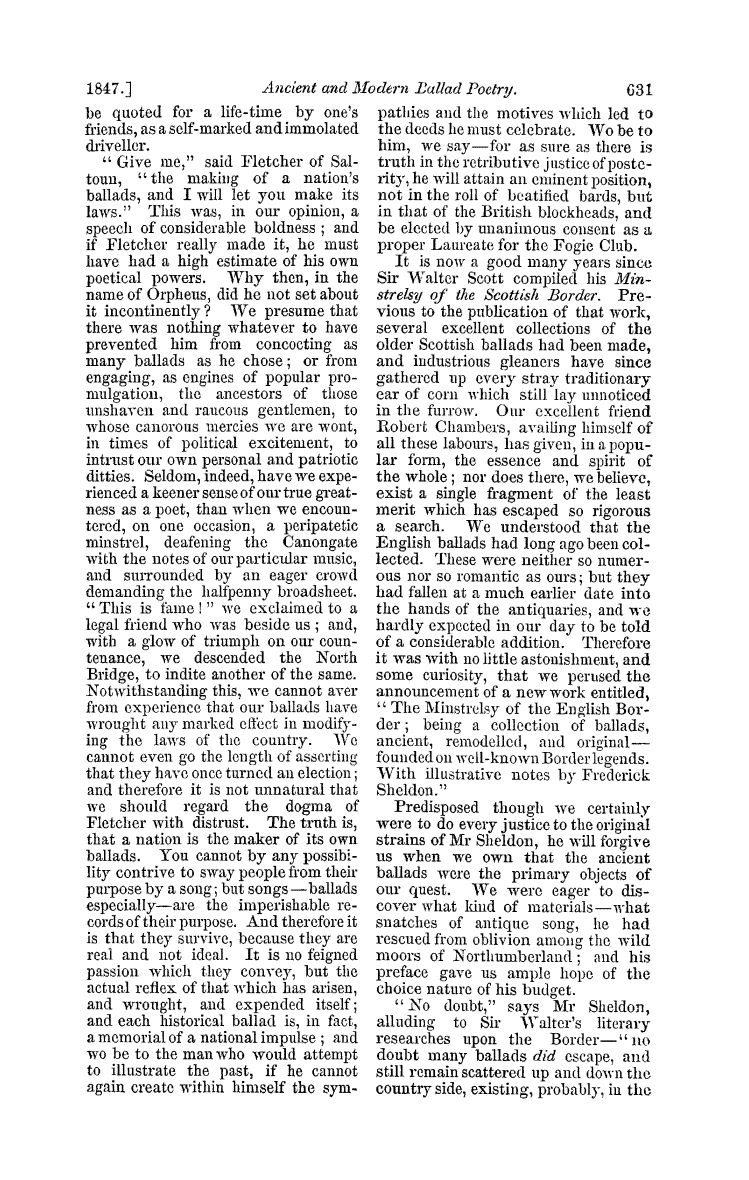 1847.] Ancient and Modern Ballad Poetry. 631
be quoted for a life-time by one's
friends, as a self-marked and immolated
driveller.
“ Give me,” said Fletcher of Sal-
toun, “the making of a nation's
ballads, and I will let you make its
laws.” This was, in our opinion, a
speech of considerable boldness ; and
if Fletcher really made it, he must
have had a high estimate of his own
poetical powers. Why then, in the
name of Orpheus, did he not set about
it incontinently ? We presume that
there was nothing whatever to have
prevented him from concocting as
many ballads as he chose ; or from
engaging, as engines of popular pro-
mulgation, the ancestors of those
unshaven and raucous gentlemen, to
whose canorous mercies we are wont,
in times of political excitement, to
intrust our own personal and patriotic
ditties. Seldom, indeed, have we expe-
rienced a keener sense of our true great-
ness as a poet, than when we encoun-
tered, on one occasion, a peripatetic
minstrel, deafening the Canongate
with the notes of our particular music,
and surrounded by an eager crowd
demanding the halfpenny broadsheet.
“ This is fame ! ” we exclaimed to a
legal friend who was beside us ; and,
with a glow of triumph on our coun-
tenance, we descended the North
Bridge, to indite another of the same.
Notwithstanding this, we cannot aver
from experience that our ballads have
wrought any marked effect in modify-
ing the laws of the country. We
cannot even go the length of asserting
that they have once turned an election ;
and therefore it is not unnatural that
we should regard the dogma of
Fletcher with distrust. The truth is,
that a nation is the maker of its own
ballads. You cannot by any possibi-
lity contrive to sway people from their
purpose by a song; but songs—ballads
especially—are the imperishable re-
cords of their purpose. And therefore it
is that they survive, because they are
real and not ideal. It is no feigned
passion which they convey, but the
actual reflex of that which has arisen,
and wrought, and expended itself ;
and each historical ballad is, in fact,
a memorial of a national impulse ; and
wo be to the man who would attempt
to illustrate the past, if he cannot
again create within himself the sym-
pathies and the motives which led to
the deeds he must celebrate. Wo be to
him, we say—for as sure as there is
truth in the retributive justice of poste-
rity, he will attain an eminent position,
not in the roll of beatified bards, but
in that of the British blockheads, and
be elected by unanimous consent as a
proper Laureate for the Fogie Club.
It is now a good many years since
Sir Walter Scott compiled his Min-
strelsy of the Scottish Border. Pre-
vious to the publication of that work,
several excellent collections of the
older Scottish ballads had been made,
and industrious gleaners have since
gathered up every stray traditionary
ear of corn which still lay unnoticed
in the furrow. Our excellent friend
Robert Chambers, availing himself of
all these labours, has given, in a popu-
lar form, the essence and spirit of
the whole ; nor does there, we believe,
exist a single fragment of the least
merit which has escaped so rigorous
a search. We understood that the
English ballads had long ago been col-
lected. These were neither so numer-
ous nor so romantic as ours ; but they
had fallen at a much earlier date into
the hands of the antiquaries, and we
hardly expected in our day to be told
of a considerable addition. Therefore
it was with no little astonishment, and
some curiosity, that we perused the
announcement of a new work entitled,
“ The Minstrelsy of the English Bor-
der ; being a collection of ballads,
ancient, remodelled, and original—
founded on well-known Border legends.
With illustrative notes by Frederick
Sheldon.”
Predisposed though we certainly
were to do every justice to the original
strains of Mr Sheldon, he will forgive
us when we own that the ancient
ballads were the primary objects of
our quest. We were eager to dis-
cover what kind of materials—what
snatches of antique song, he had
rescued from oblivion among the wild
moors of Northumberland ; and his
preface gave us ample hope of the
choice nature of his budget.
“ No doubt,” says Mr Sheldon,
alluding to Sir Walter's literary
researches upon the Border—“ no
doubt many ballads did escape, and
still remain scattered up and down the
country side, existing, probably, in the